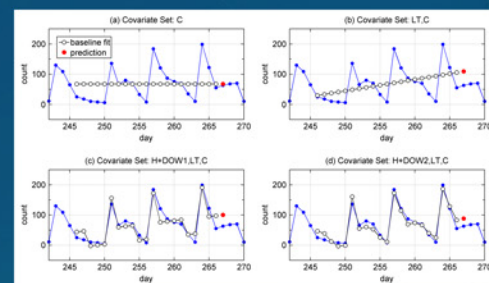 (a) Covariate Set: C
baseline fit
prediction
200
100
0
count
245 250 255 260 265 270
day
(b) Covariate Set: LT,C
200
100
0
count
245 250 255 260 265 270
day
(c) Covariate Set: H+DOW1,LT,C
200
100
0
count
245 250 255 260 265 270
day
(d) Covariate Set: H+DOW2,LT,C
200
100
0
count
245 250 255 260 265 270
day